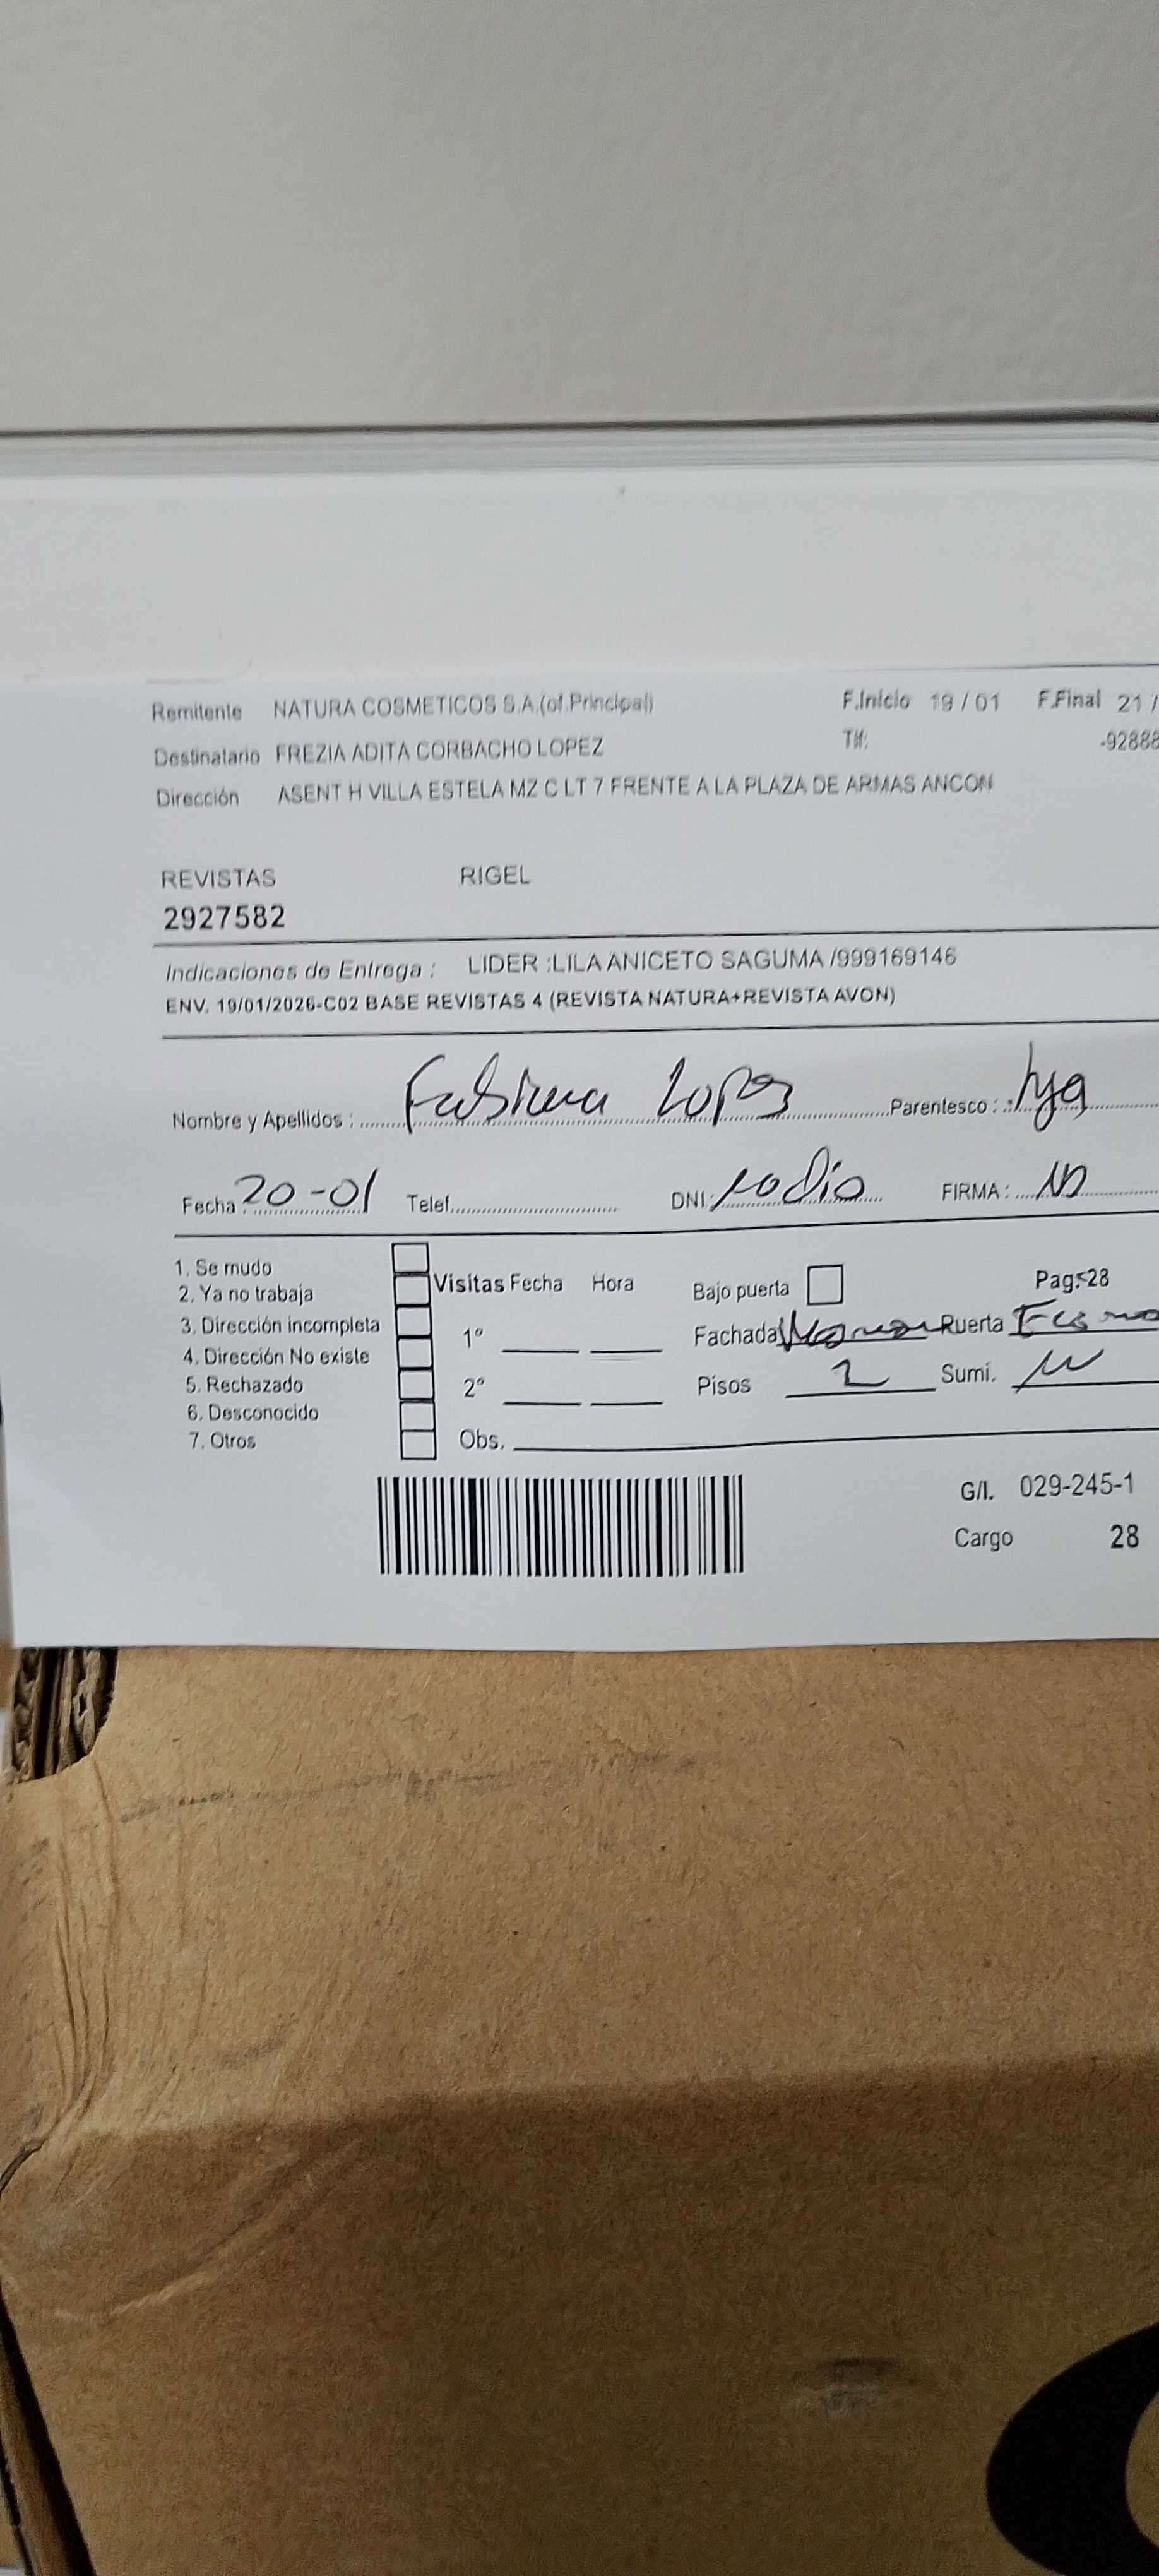 Remitente NATURA COSMETICOS S.A.(of.Principal) F.Inicio 19 / 01 F.Final 21 /
Destinatario FREZIA ADITA CORBACHO LOPEZ Tlf: -92888
Dirección ASENT H VILLA ESTELA MZ C LT 7 FRENTE A LA PLAZA DE ARMAS ANCON
REVISTAS RIGEL
2927582
Indicaciones de Entrega : LIDER :LILA ANICETO SAGUMA /999169146
ENV. 19/01/2026-C02 BASE REVISTAS 4 (REVISTA NATURA+REVISTA AVON)
Nombre y Apellidos : Fabiana Lopez Parentesco :
Fecha : 20-01 Telef. DNI : no dio FIRMA :
1. Se mudo
2. Ya no trabaja Visitas Fecha Hora Bajo puerta Pag:28
3. Dirección incompleta 1° Fachada Puerta
4. Dirección No existe
5. Rechazado 2° Pisos 2 Sumi.
6. Desconocido
7. Otros Obs.
G/I. 029-245-1
Cargo 28